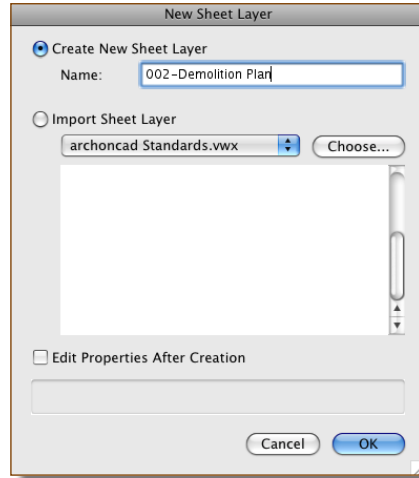 New Sheet Layer
Create New Sheet Layer
Name: 002-Demolition Plan
Import Sheet Layer
archoncad Standards.vwx Choose...
Edit Properties After Creation
Cancel OK